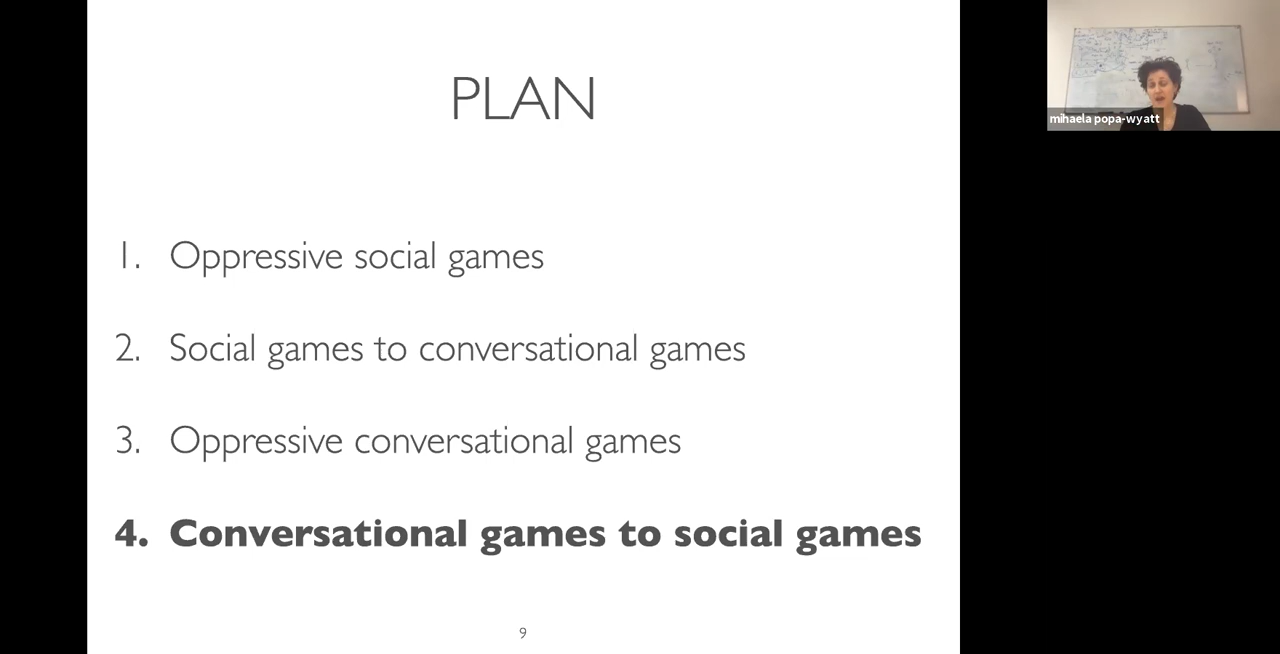 PLAN
mihaela popa-wyatt
1. Oppressive social games
2. Social games to conversational games
3. Oppressive conversational games
4. Conversational games to social games
9